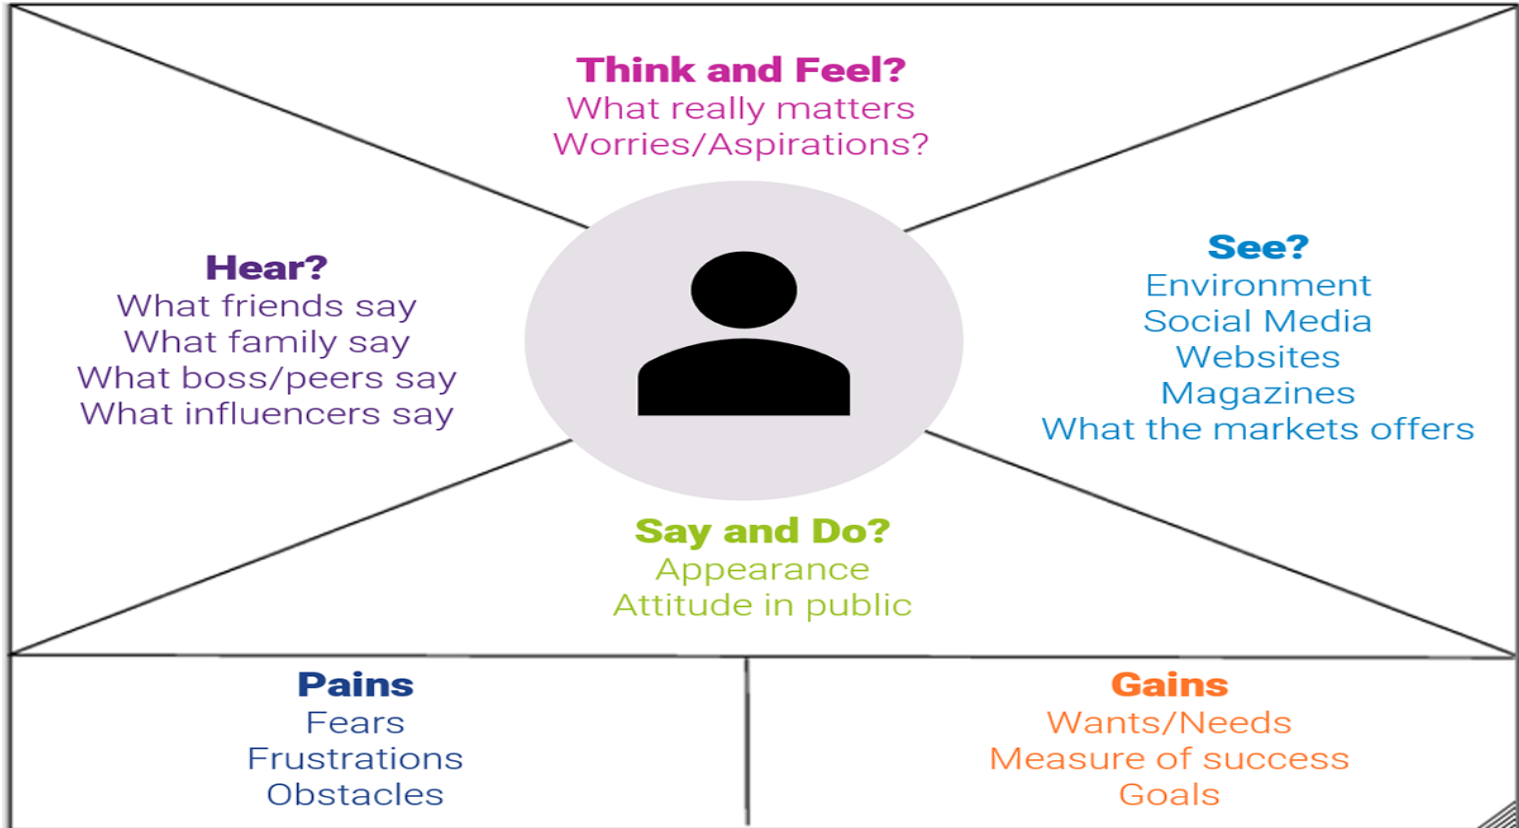 Think and Feel?
What really matters
Worries/Aspirations?
Hear?
What friends say
What family say
What boss/peers say
What influencers say
See?
Environment
Social Media
Websites
Magazines
What the markets offers
Say and Do?
Appearance
Attitude in public
Pains
Fears
Frustrations
Obstacles
Gains
Wants/Needs
Measure of success
Goals